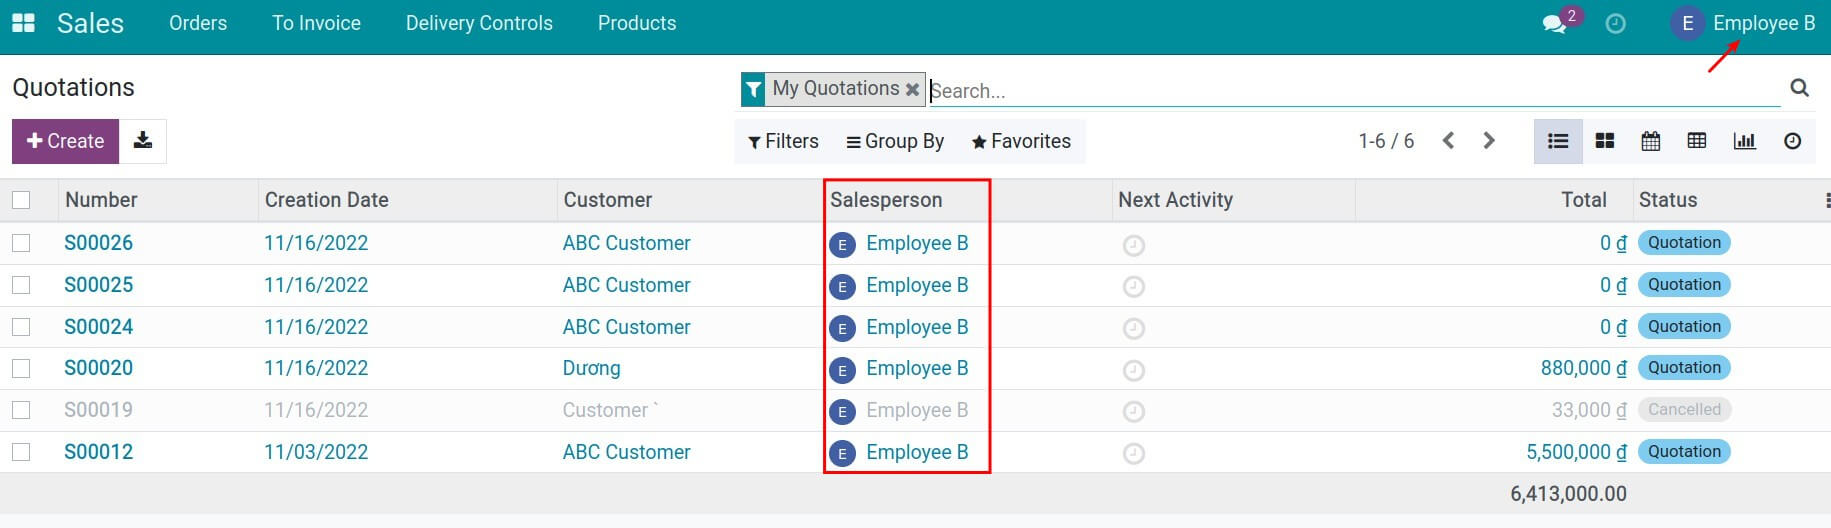 Sales Orders To Invoice Delivery Controls Products 2 E Employee B
Quotations My Quotations Search...
Create Filters Group By Favorites 1-6 / 6
Number Creation Date Customer Salesperson Next Activity Total Status
S00026 11/16/2022 ABC Customer E Employee B 0 ₫ Quotation
S00025 11/16/2022 ABC Customer E Employee B 0 ₫ Quotation
S00024 11/16/2022 ABC Customer E Employee B 0 ₫ Quotation
S00020 11/16/2022 Dương E Employee B 880,000 ₫ Quotation
S00019 11/16/2022 Customer ` E Employee B 33,000 ₫ Cancelled
S00012 11/03/2022 ABC Customer E Employee B 5,500,000 ₫ Quotation
6,413,000.00